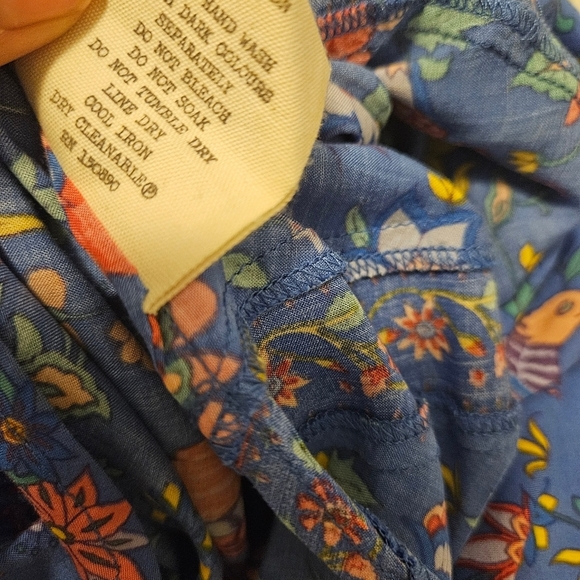 HAND WASH
DARK COLOURS
SEPARATELY
DO NOT BLEACH
DO NOT SOAK
DO NOT TUMBLE DRY
LINE DRY
COOL IRON
DRY CLEANABLE Ⓟ
RN 130890